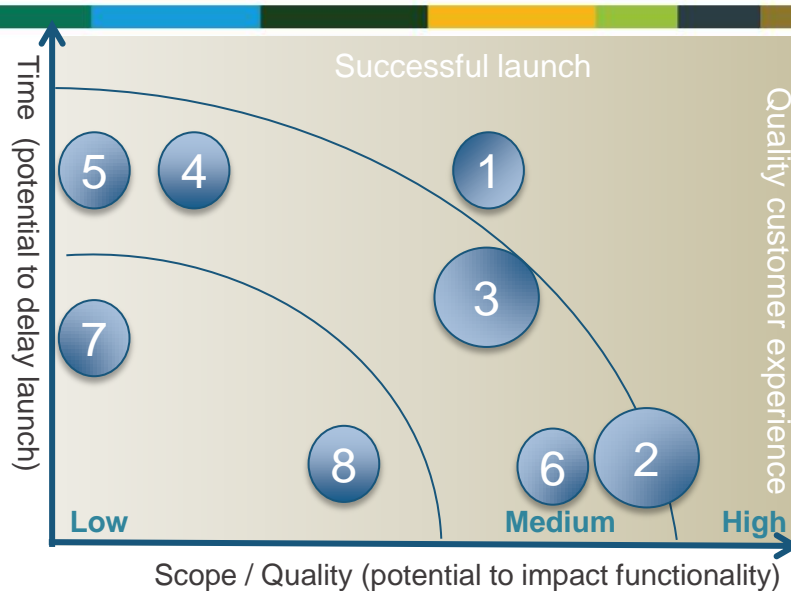 Successful launch
Time (potential to delay launch)
Quality customer experience
5
4
1
3
7
8
6
2
Low
Medium
High
Scope / Quality (potential to impact functionality)